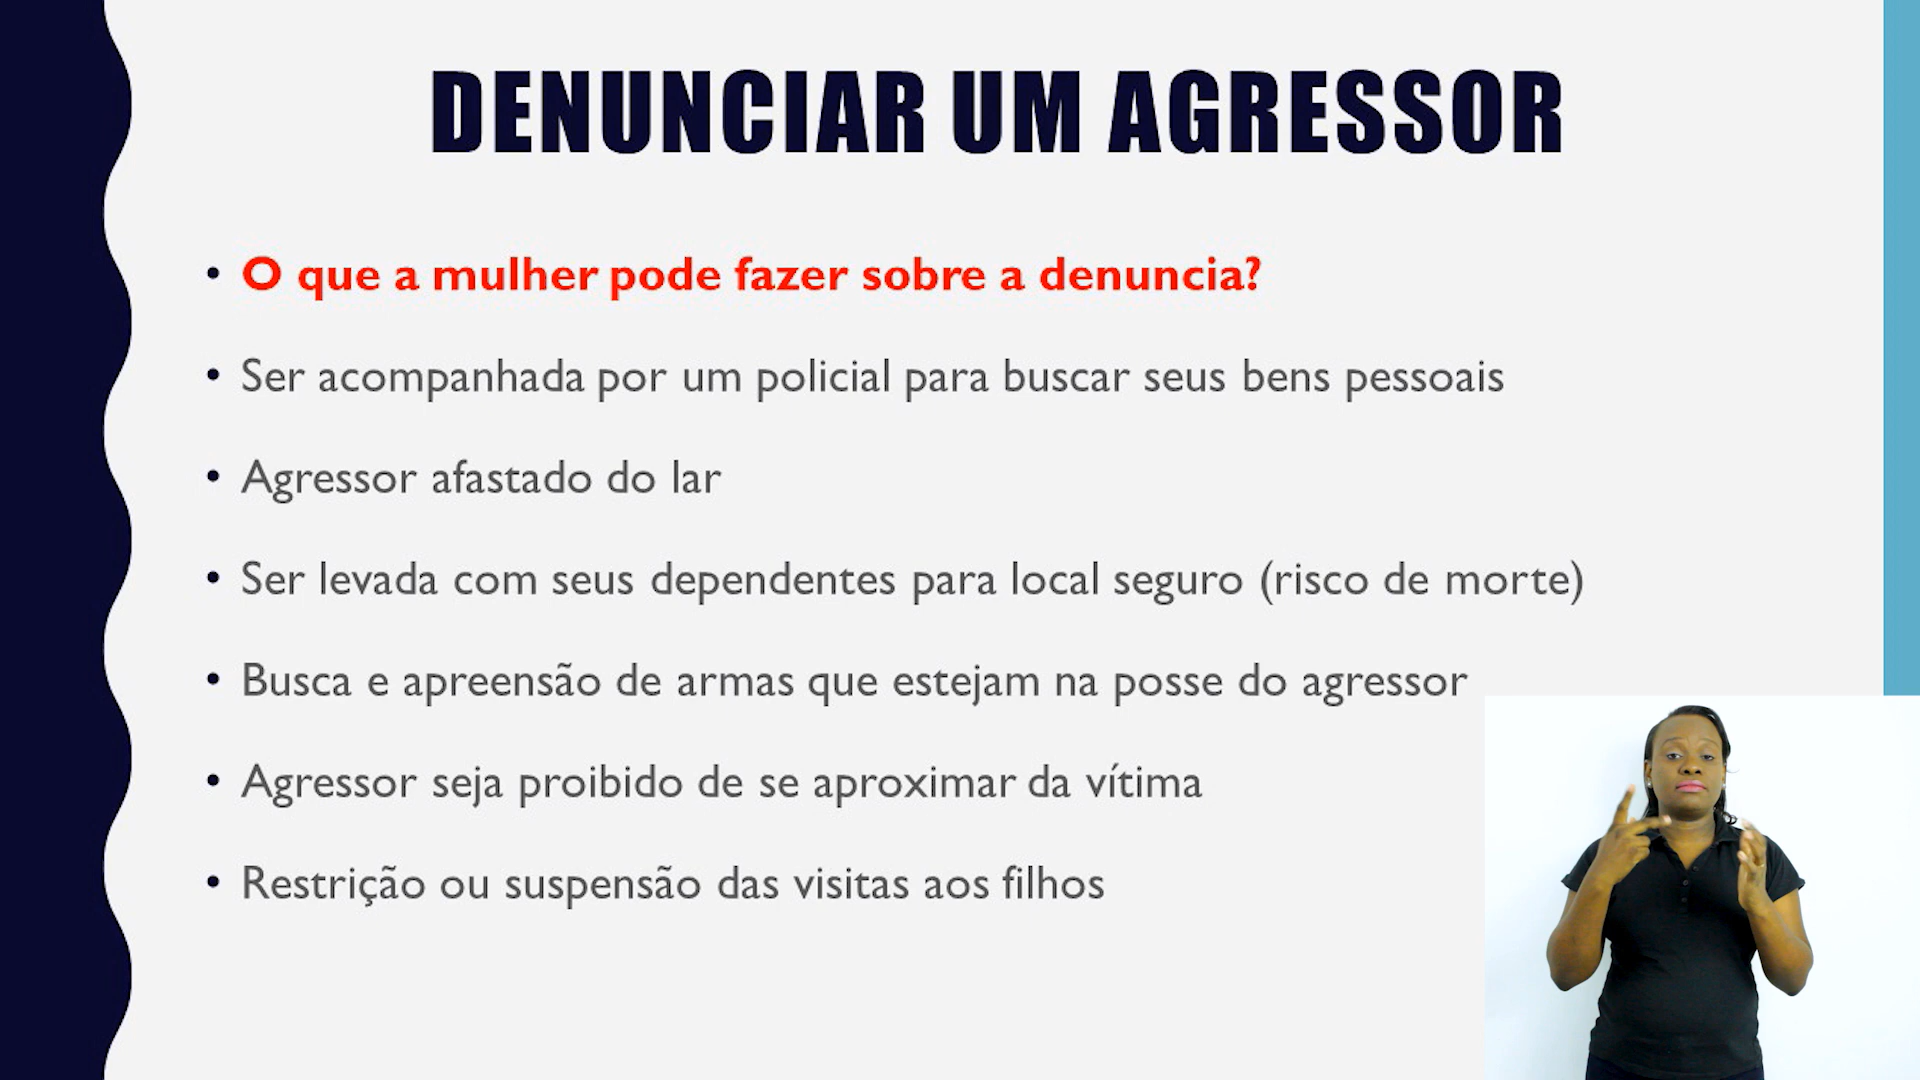 DENUNCIAR UM AGRESSOR
• O que a mulher pode fazer sobre a denuncia?
• Ser acompanhada por um policial para buscar seus bens pessoais
• Agressor afastado do lar
• Ser levada com seus dependentes para local seguro (risco de morte)
• Busca e apreensão de armas que estejam na posse do agressor
• Agressor seja proibido de se aproximar da vítima
• Restrição ou suspensão das visitas aos filhos